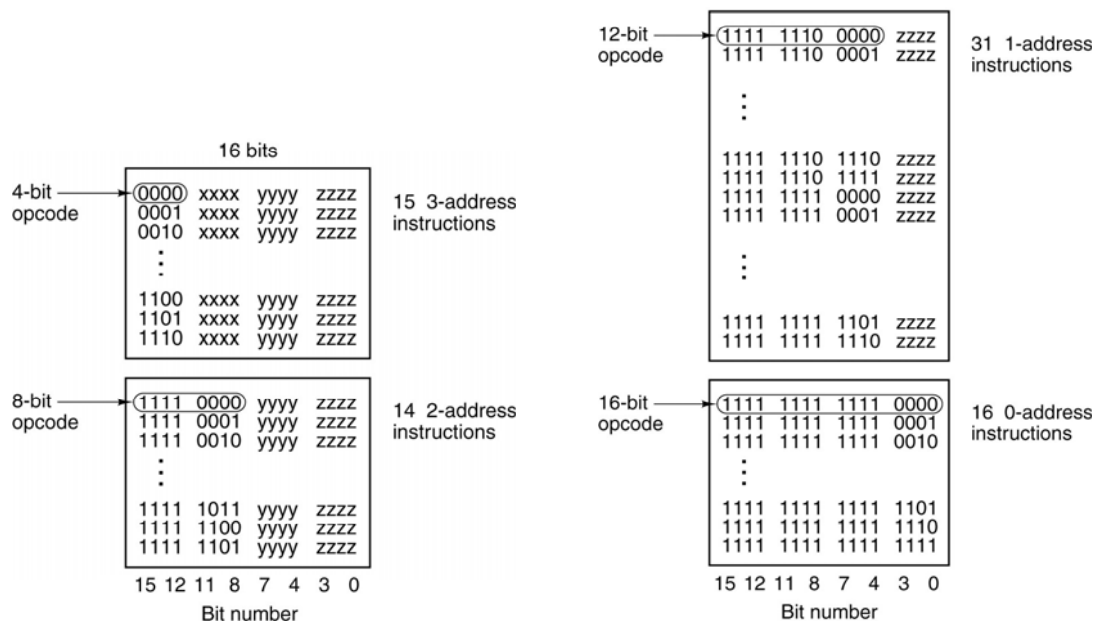 16 bits
4-bit
opcode
0000 xxxx yyyy zzzz
0001 xxxx yyyy zzzz
0010 xxxx yyyy zzzz
⋮
1100 xxxx yyyy zzzz
1101 xxxx yyyy zzzz
1110 xxxx yyyy zzzz
15 3-address
instructions
8-bit
opcode
1111 0000 yyyy zzzz
1111 0001 yyyy zzzz
1111 0010 yyyy zzzz
⋮
1111 1011 yyyy zzzz
1111 1100 yyyy zzzz
1111 1101 yyyy zzzz
14 2-address
instructions
15 12 11 8 7 4 3 0
Bit number
12-bit
opcode
1111 1110 0000 zzzz
1111 1110 0001 zzzz
⋮
1111 1110 1110 zzzz
1111 1110 1111 zzzz
1111 1111 0000 zzzz
1111 1111 0001 zzzz
⋮
1111 1111 1101 zzzz
1111 1111 1110 zzzz
31 1-address
instructions
16-bit
opcode
1111 1111 1111 0000
1111 1111 1111 0001
1111 1111 1111 0010
⋮
1111 1111 1111 1101
1111 1111 1111 1110
1111 1111 1111 1111
16 0-address
instructions
15 12 11 8 7 4 3 0
Bit number